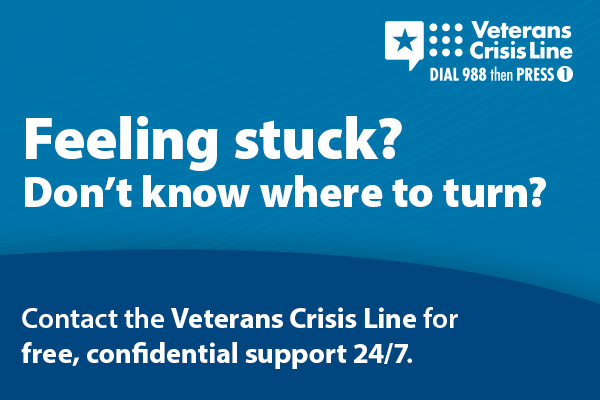 Veterans
Crisis Line
DIAL 988 then PRESS 1
Feeling stuck?
Don't know where to turn?
Contact the Veterans Crisis Line for
free, confidential support 24/7.